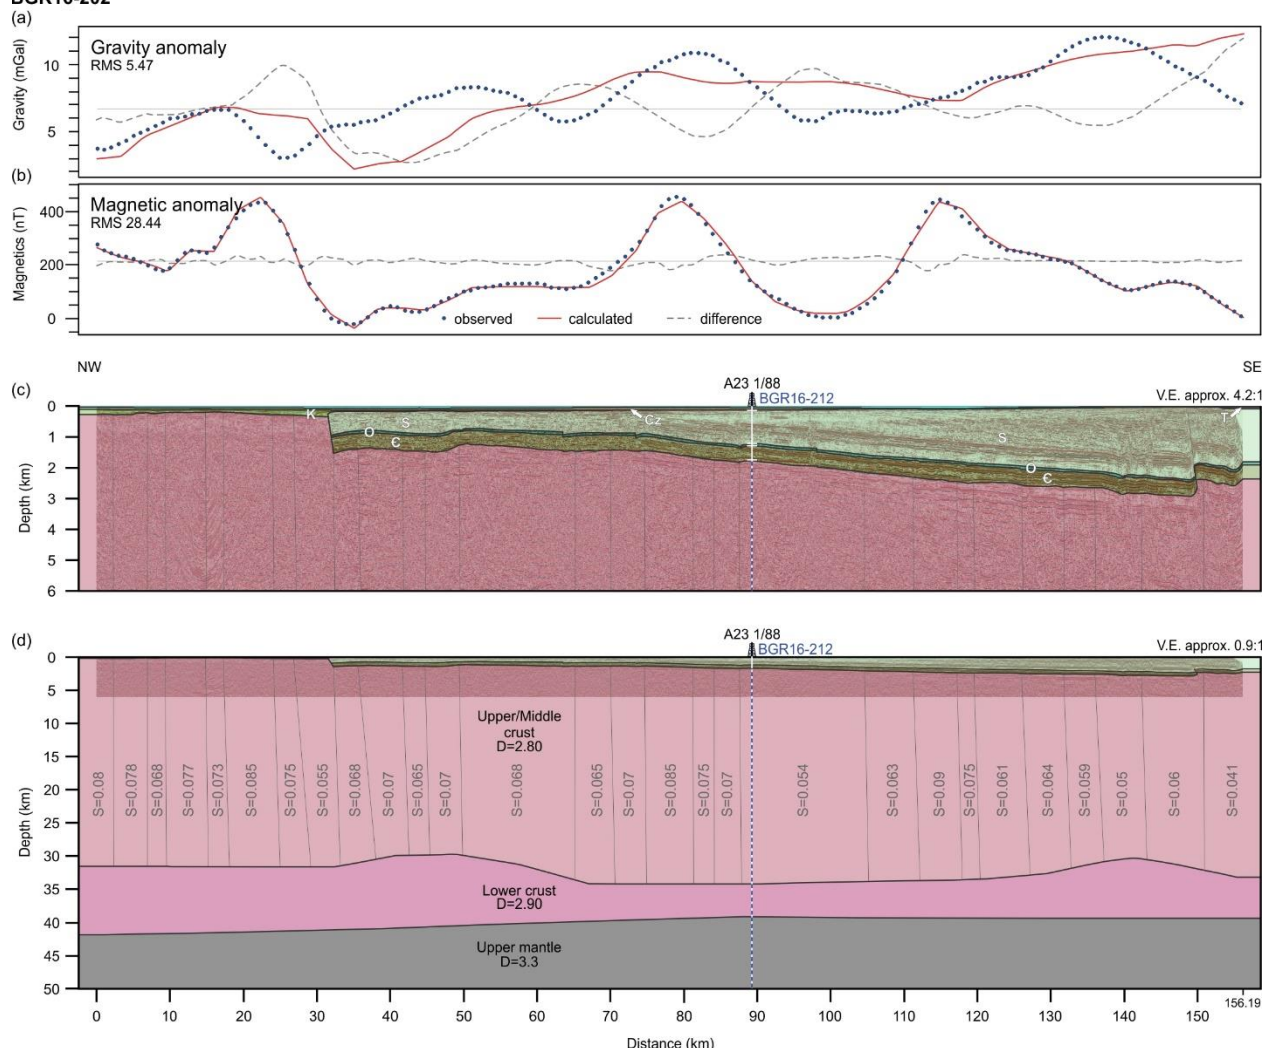 BGR16-202
(a)
Gravity anomaly
RMS 5.47
Gravity (mGal)
10
5
(b)
Magnetic anomaly
RMS 28.44
Magnetics (nT)
400
200
0
observed
calculated
difference
NW
SE
(c)
A23 1/88
BGR16-212
V.E. approx. 4.2:1
Depth (km)
0
1
2
3
4
5
6
K
O
S
Є
Cz
S
O
Є
T
(d)
A23 1/88
BGR16-212
V.E. approx. 0.9:1
Depth (km)
0
5
10
15
20
25
30
35
40
45
50
Upper/Middle
crust
D=2.80
S=0.08
S=0.078
S=0.068
S=0.077
S=0.073
S=0.085
S=0.075
S=0.055
S=0.068
S=0.07
S=0.065
S=0.07
S=0.068
S=0.065
S=0.07
S=0.085
S=0.075
S=0.07
S=0.054
S=0.063
S=0.09
S=0.075
S=0.061
S=0.064
S=0.059
S=0.05
S=0.06
S=0.041
Lower crust
D=2.90
Upper mantle
D=3.3
0 10 20 30 40 50 60 70 80 90 100 110 120 130 140 150 156.19
Distance (km)